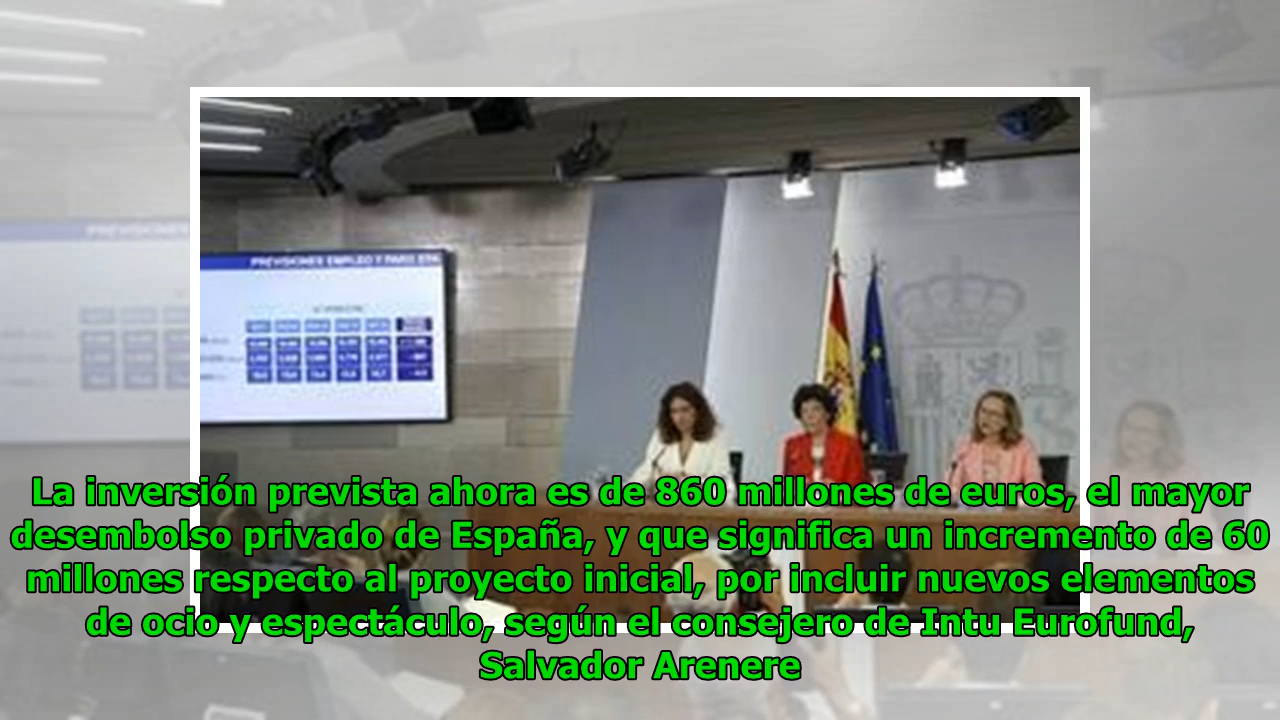 PREVISIONES EMPLEO Y PARO
La inversión prevista ahora es de 860 millones de euros, el mayor
desembolso privado de España, y que significa un incremento de 60
millones respecto al proyecto inicial, por incluir nuevos elementos
de ocio y espectáculo, según el consejero de Intu Eurofund,
Salvador Arenere